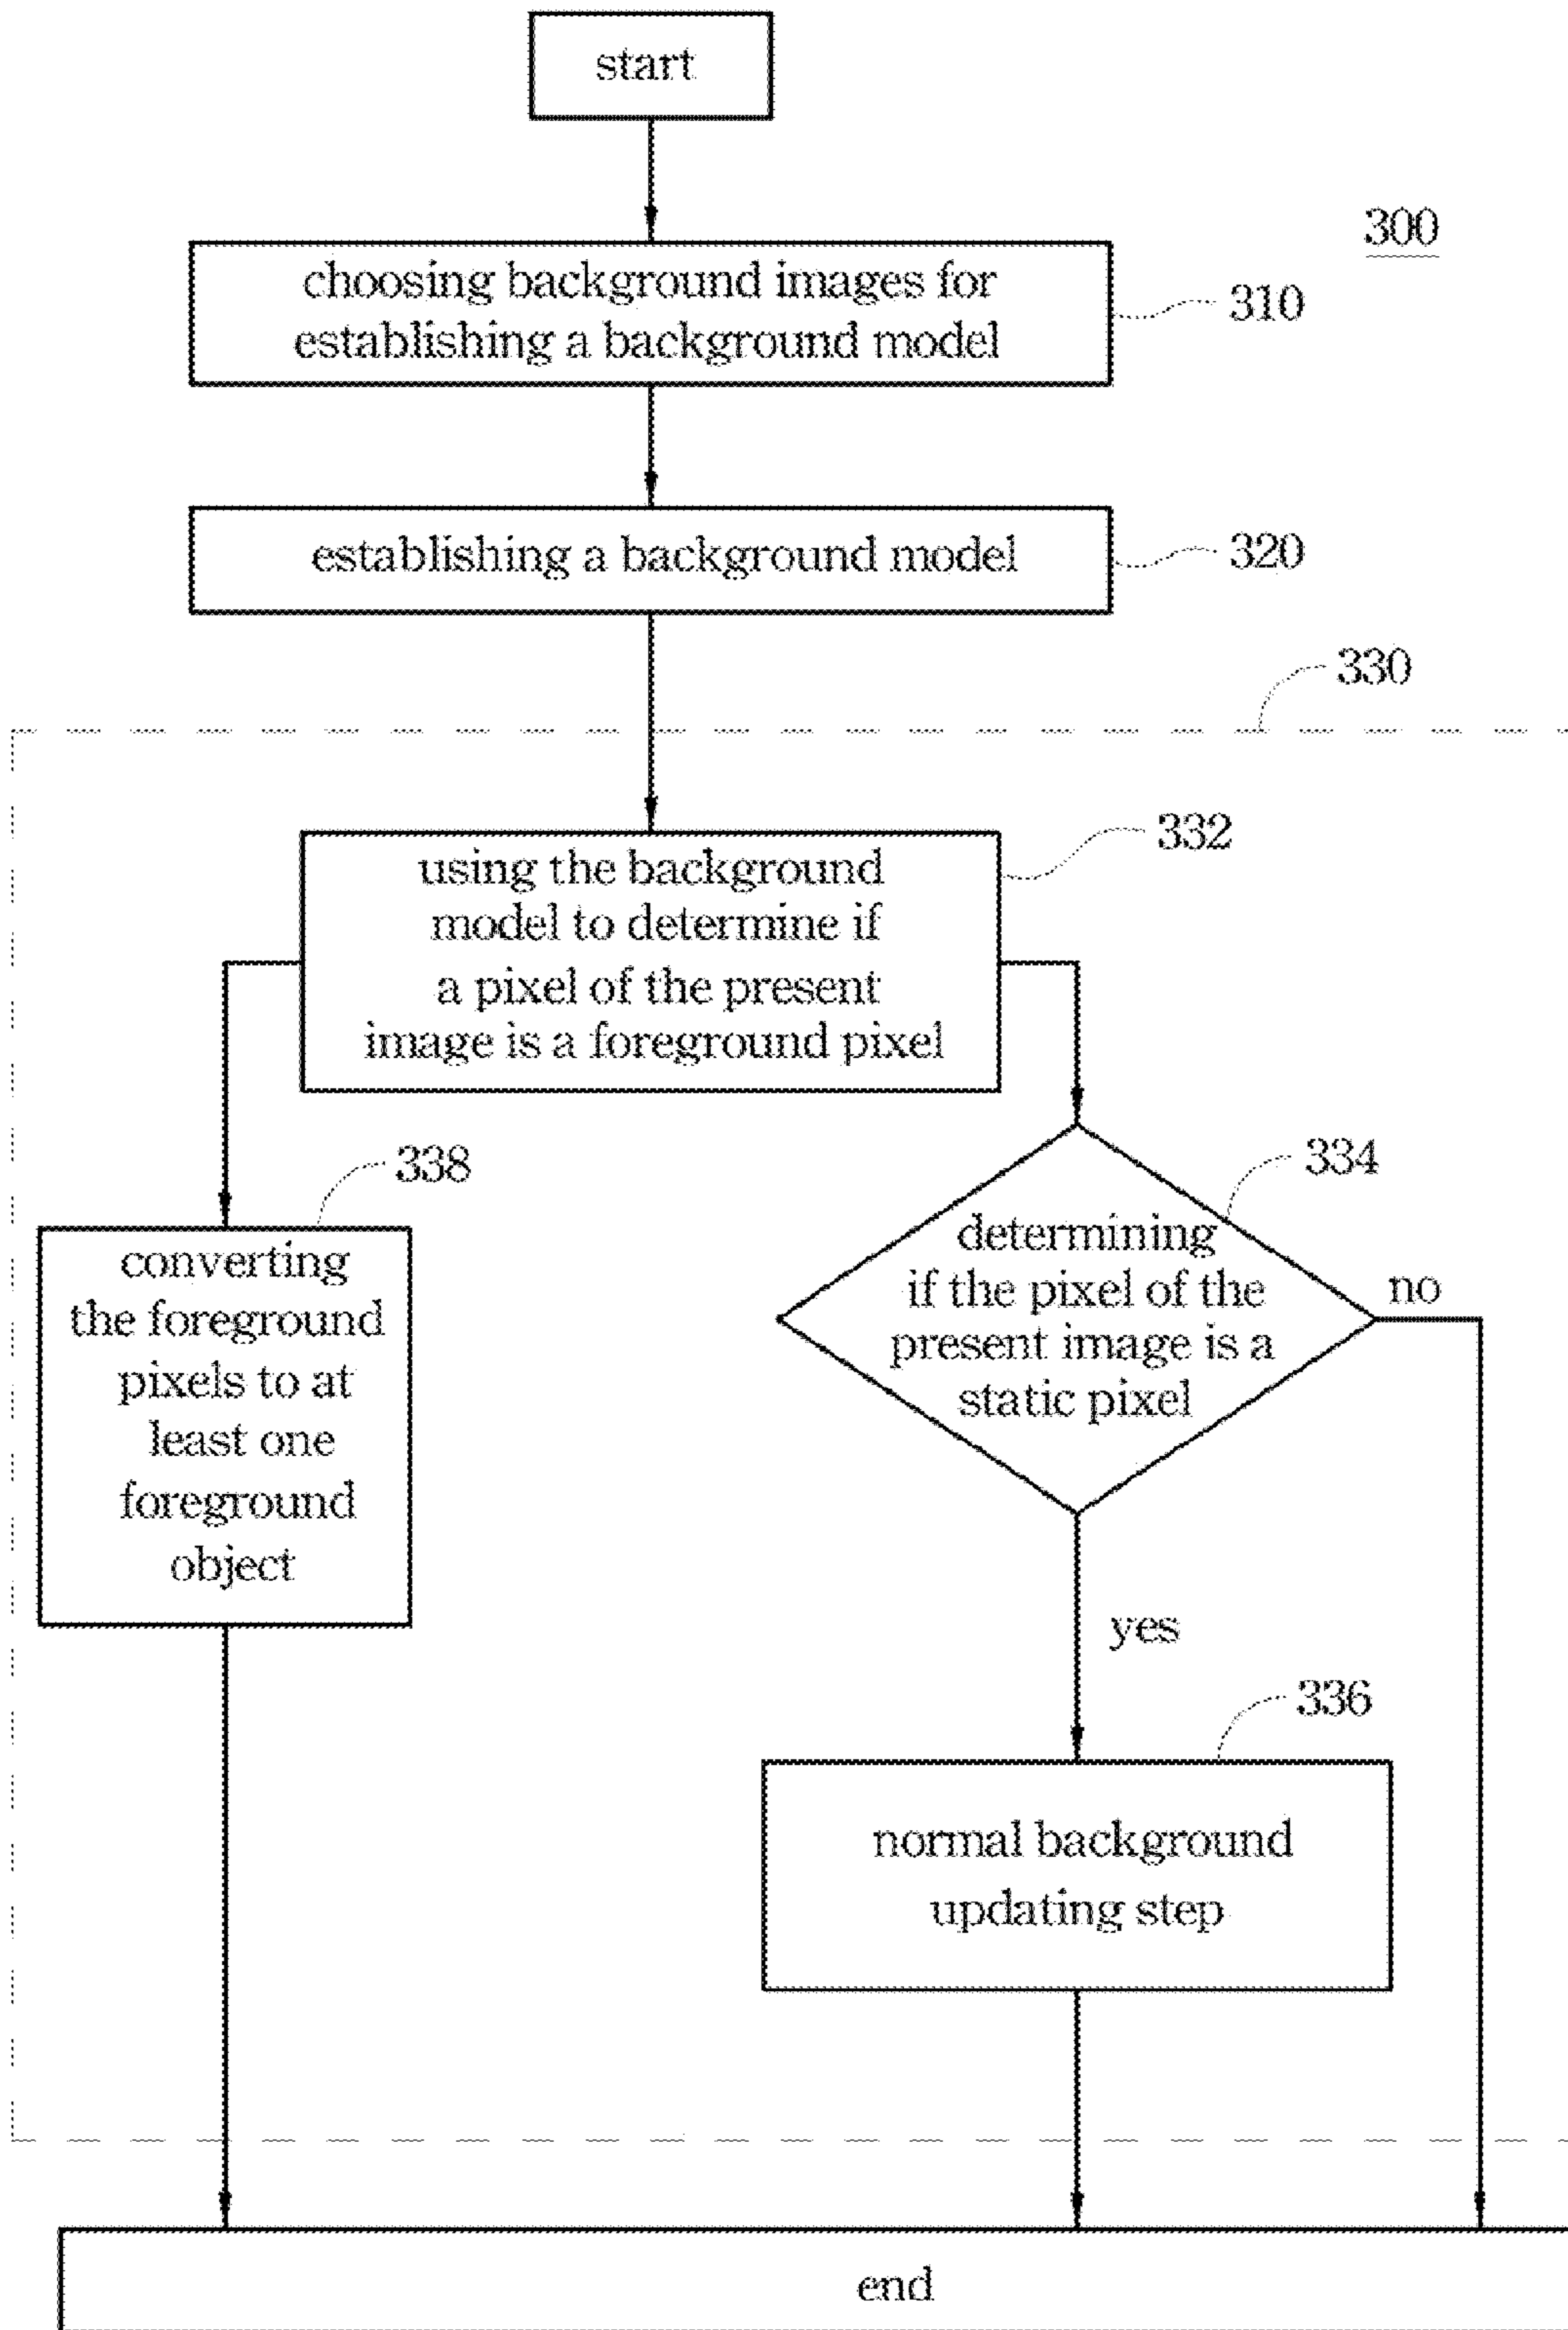 start
300
choosing background images for
establishing a background model
310
establishing a background model
320
330
332
using the background
model to determine if
a pixel of the present
image is a foreground pixel
338
converting
the foreground
pixels to at
least one
foreground
object
334
determining
if the pixel of the
present image is a
static pixel
no
yes
336
normal background
updating step
end